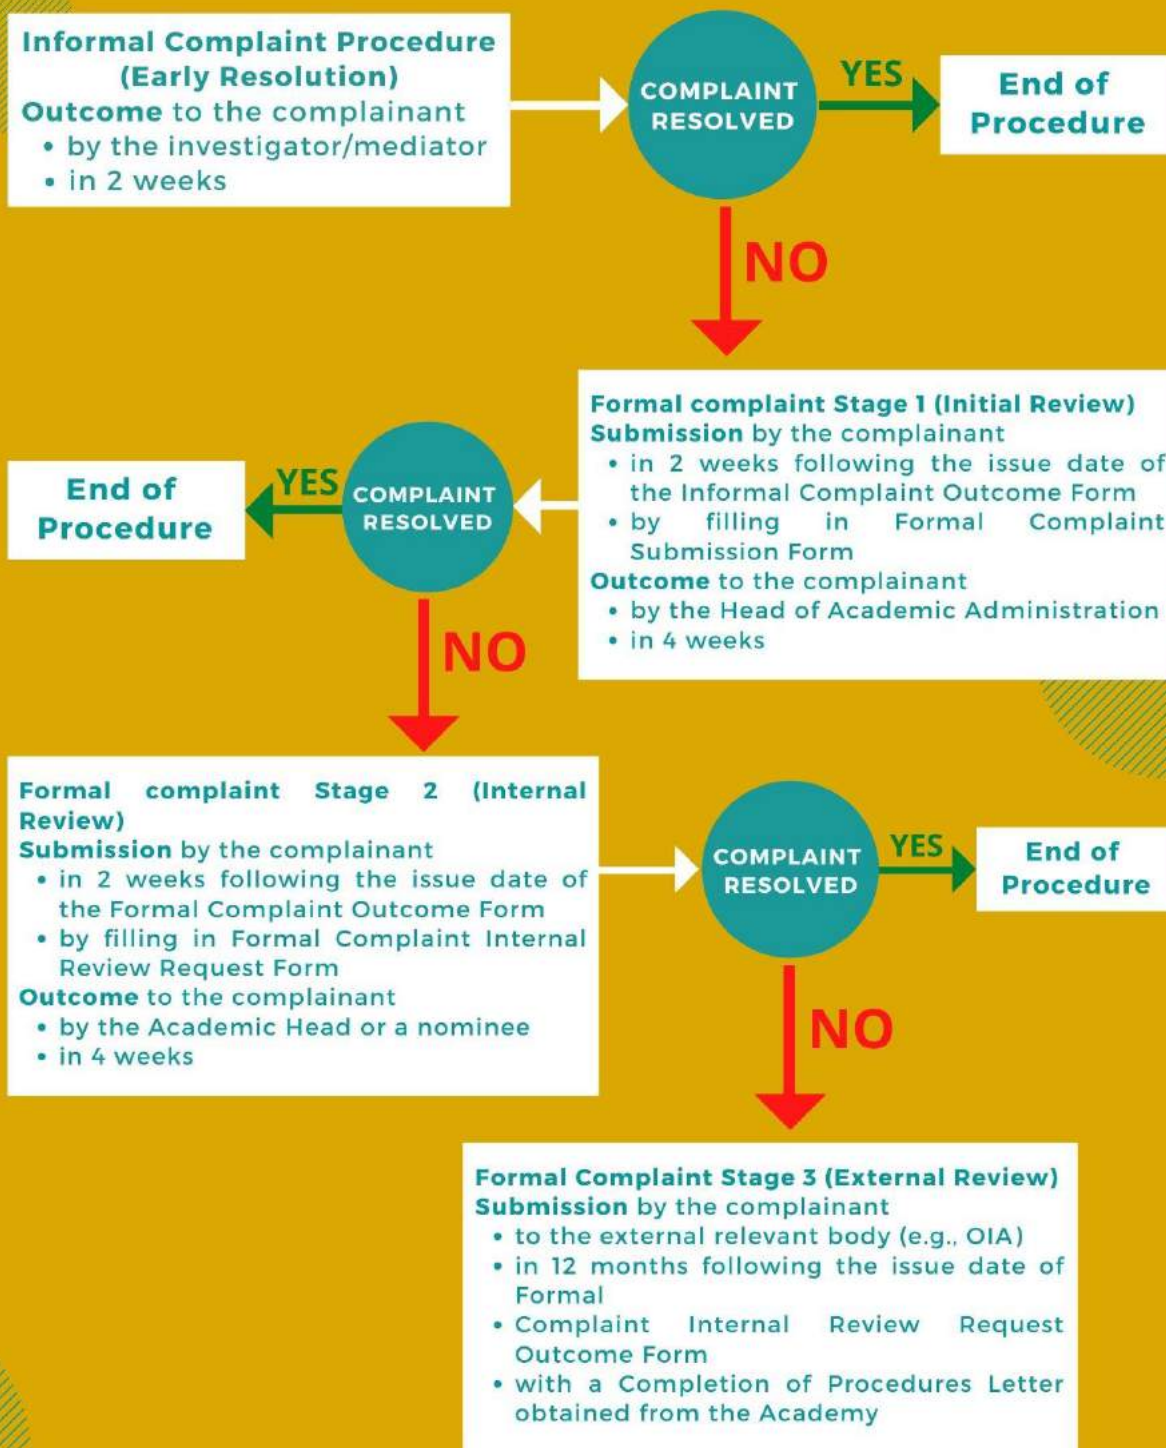 Informal Complaint Procedure
(Early Resolution)
Outcome to the complainant
• by the investigator/mediator
• in 2 weeks
COMPLAINT
RESOLVED
YES
End of
Procedure
NO
Formal complaint Stage 1 (Initial Review)
Submission by the complainant
• in 2 weeks following the issue date of
the Informal Complaint Outcome Form
• by filling in Formal Complaint
Submission Form
Outcome to the complainant
• by the Head of Academic Administration
• in 4 weeks
COMPLAINT
RESOLVED
YES
End of
Procedure
NO
Formal complaint Stage 2 (Internal
Review)
Submission by the complainant
• in 2 weeks following the issue date of
the Formal Complaint Outcome Form
• by filling in Formal Complaint Internal
Review Request Form
Outcome to the complainant
• by the Academic Head or a nominee
• in 4 weeks
COMPLAINT
RESOLVED
YES
End of
Procedure
NO
Formal Complaint Stage 3 (External Review)
Submission by the complainant
• to the external relevant body (e.g., OIA)
• in 12 months following the issue date of
Formal
• Complaint Internal Review Request
Outcome Form
• with a Completion of Procedures Letter
obtained from the Academy